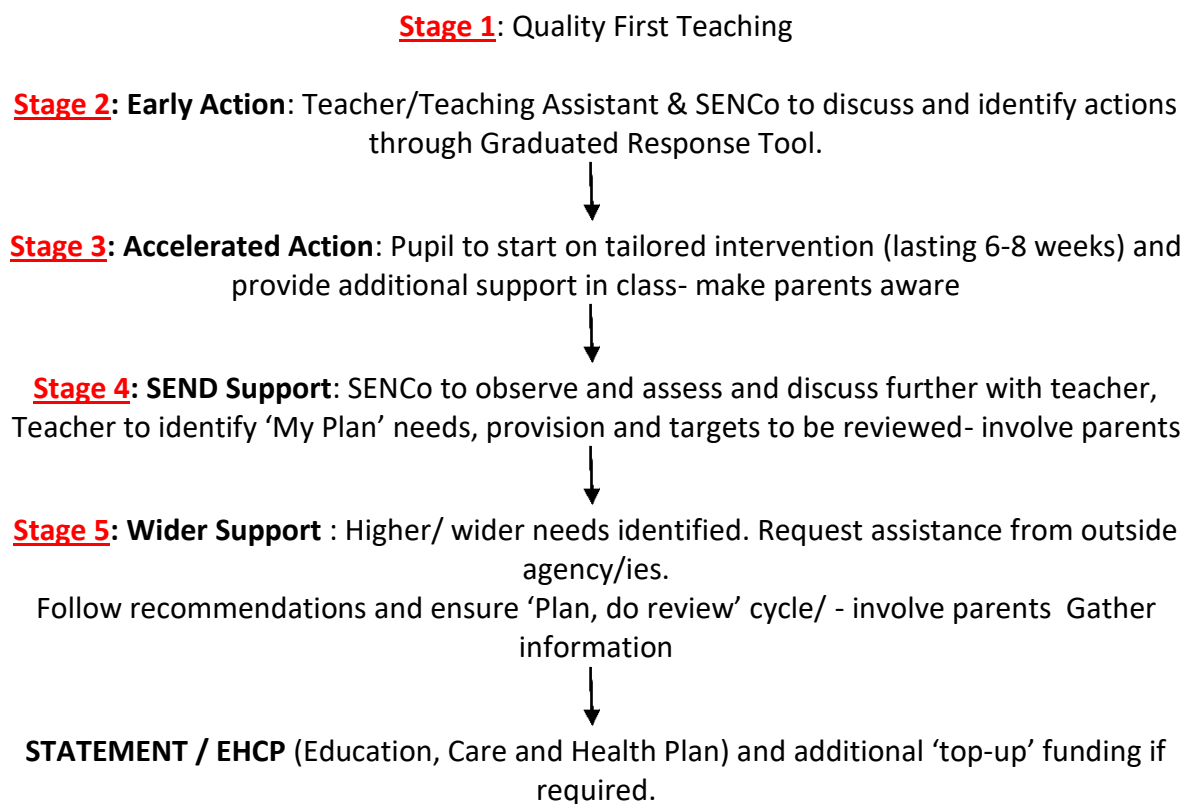 Stage 1: Quality First Teaching
Stage 2: Early Action: Teacher/Teaching Assistant & SENCo to discuss and identify actions
through Graduated Response Tool.
Stage 3: Accelerated Action: Pupil to start on tailored intervention (lasting 6-8 weeks) and
provide additional support in class- make parents aware
Stage 4: SEND Support: SENCo to observe and assess and discuss further with teacher,
Teacher to identify ‘My Plan’ needs, provision and targets to be reviewed- involve parents
Stage 5: Wider Support : Higher/ wider needs identified. Request assistance from outside
agency/ies.
Follow recommendations and ensure ‘Plan, do review’ cycle/ - involve parents  Gather
information
STATEMENT / EHCP (Education, Care and Health Plan) and additional ‘top-up’ funding if
required.